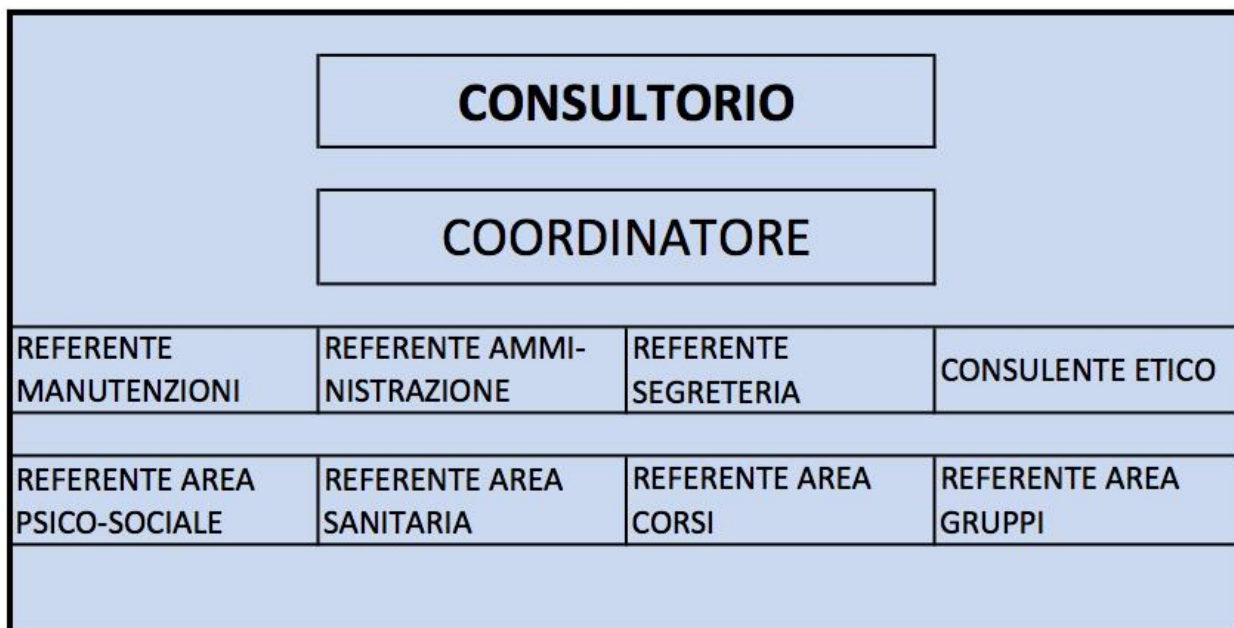 CONSULTORIO
COORDINATORE
REFERENTE
MANUTENZIONI
REFERENTE AMMI-
NISTRAZIONE
REFERENTE
SEGRETERIA
CONSULENTE ETICO
REFERENTE AREA
PSICO-SOCIALE
REFERENTE AREA
SANITARIA
REFERENTE AREA
CORSI
REFERENTE AREA
GRUPPI